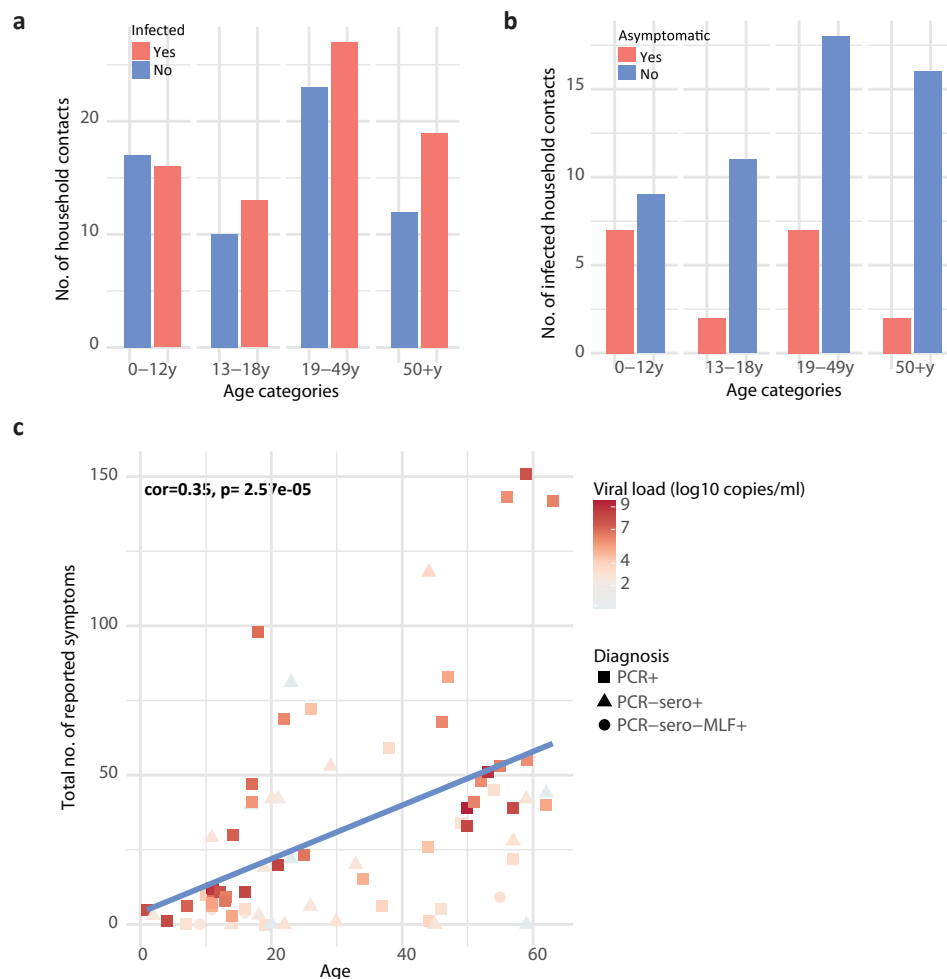 a
Infected
Yes
No
No. of household contacts
20
10
0
0–12y
13–18y
19–49y
50+y
Age categories
b
Asymptomatic
Yes
No
No. of infected household contacts
15
10
5
0
0–12y
13–18y
19–49y
50+y
Age categories
c
cor=0.35, p= 2.57e-05
Total no. of reported symptoms
150
100
50
0
0
20
40
60
Age
Viral load (log10 copies/ml)
9
7
4
2
Diagnosis
PCR+
PCR–sero+
PCR–sero–MLF+